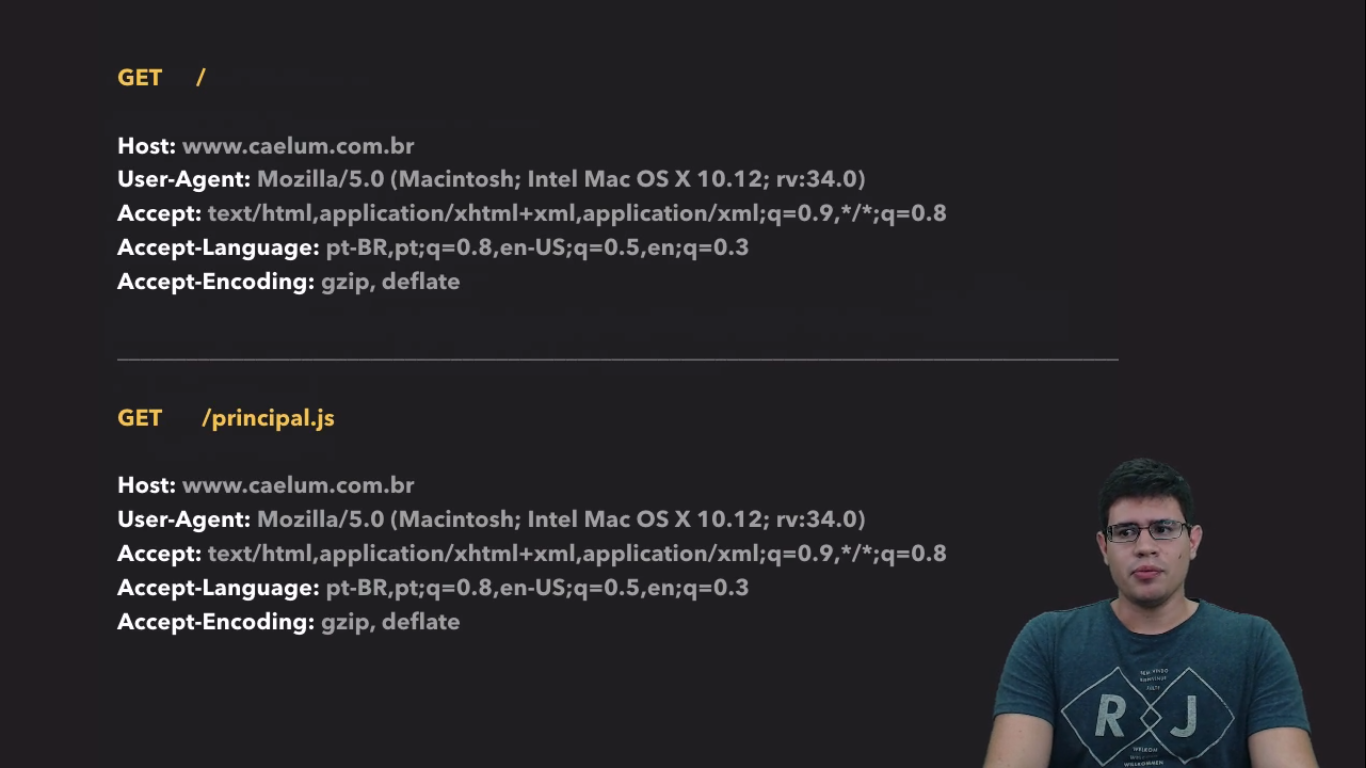 GET /
Host: www.caelum.com.br
User-Agent: Mozilla/5.0 (Macintosh; Intel Mac OS X 10.12; rv:34.0)
Accept: text/html,application/xhtml+xml,application/xml;q=0.9,*/*;q=0.8
Accept-Language: pt-BR,pt;q=0.8,en-US;q=0.5,en;q=0.3
Accept-Encoding: gzip, deflate
GET /principal.js
Host: www.caelum.com.br
User-Agent: Mozilla/5.0 (Macintosh; Intel Mac OS X 10.12; rv:34.0)
Accept: text/html,application/xhtml+xml,application/xml;q=0.9,*/*;q=0.8
Accept-Language: pt-BR,pt;q=0.8,en-US;q=0.5,en;q=0.3
Accept-Encoding: gzip, deflate
R J
WELKOM
WILLKOMMEN